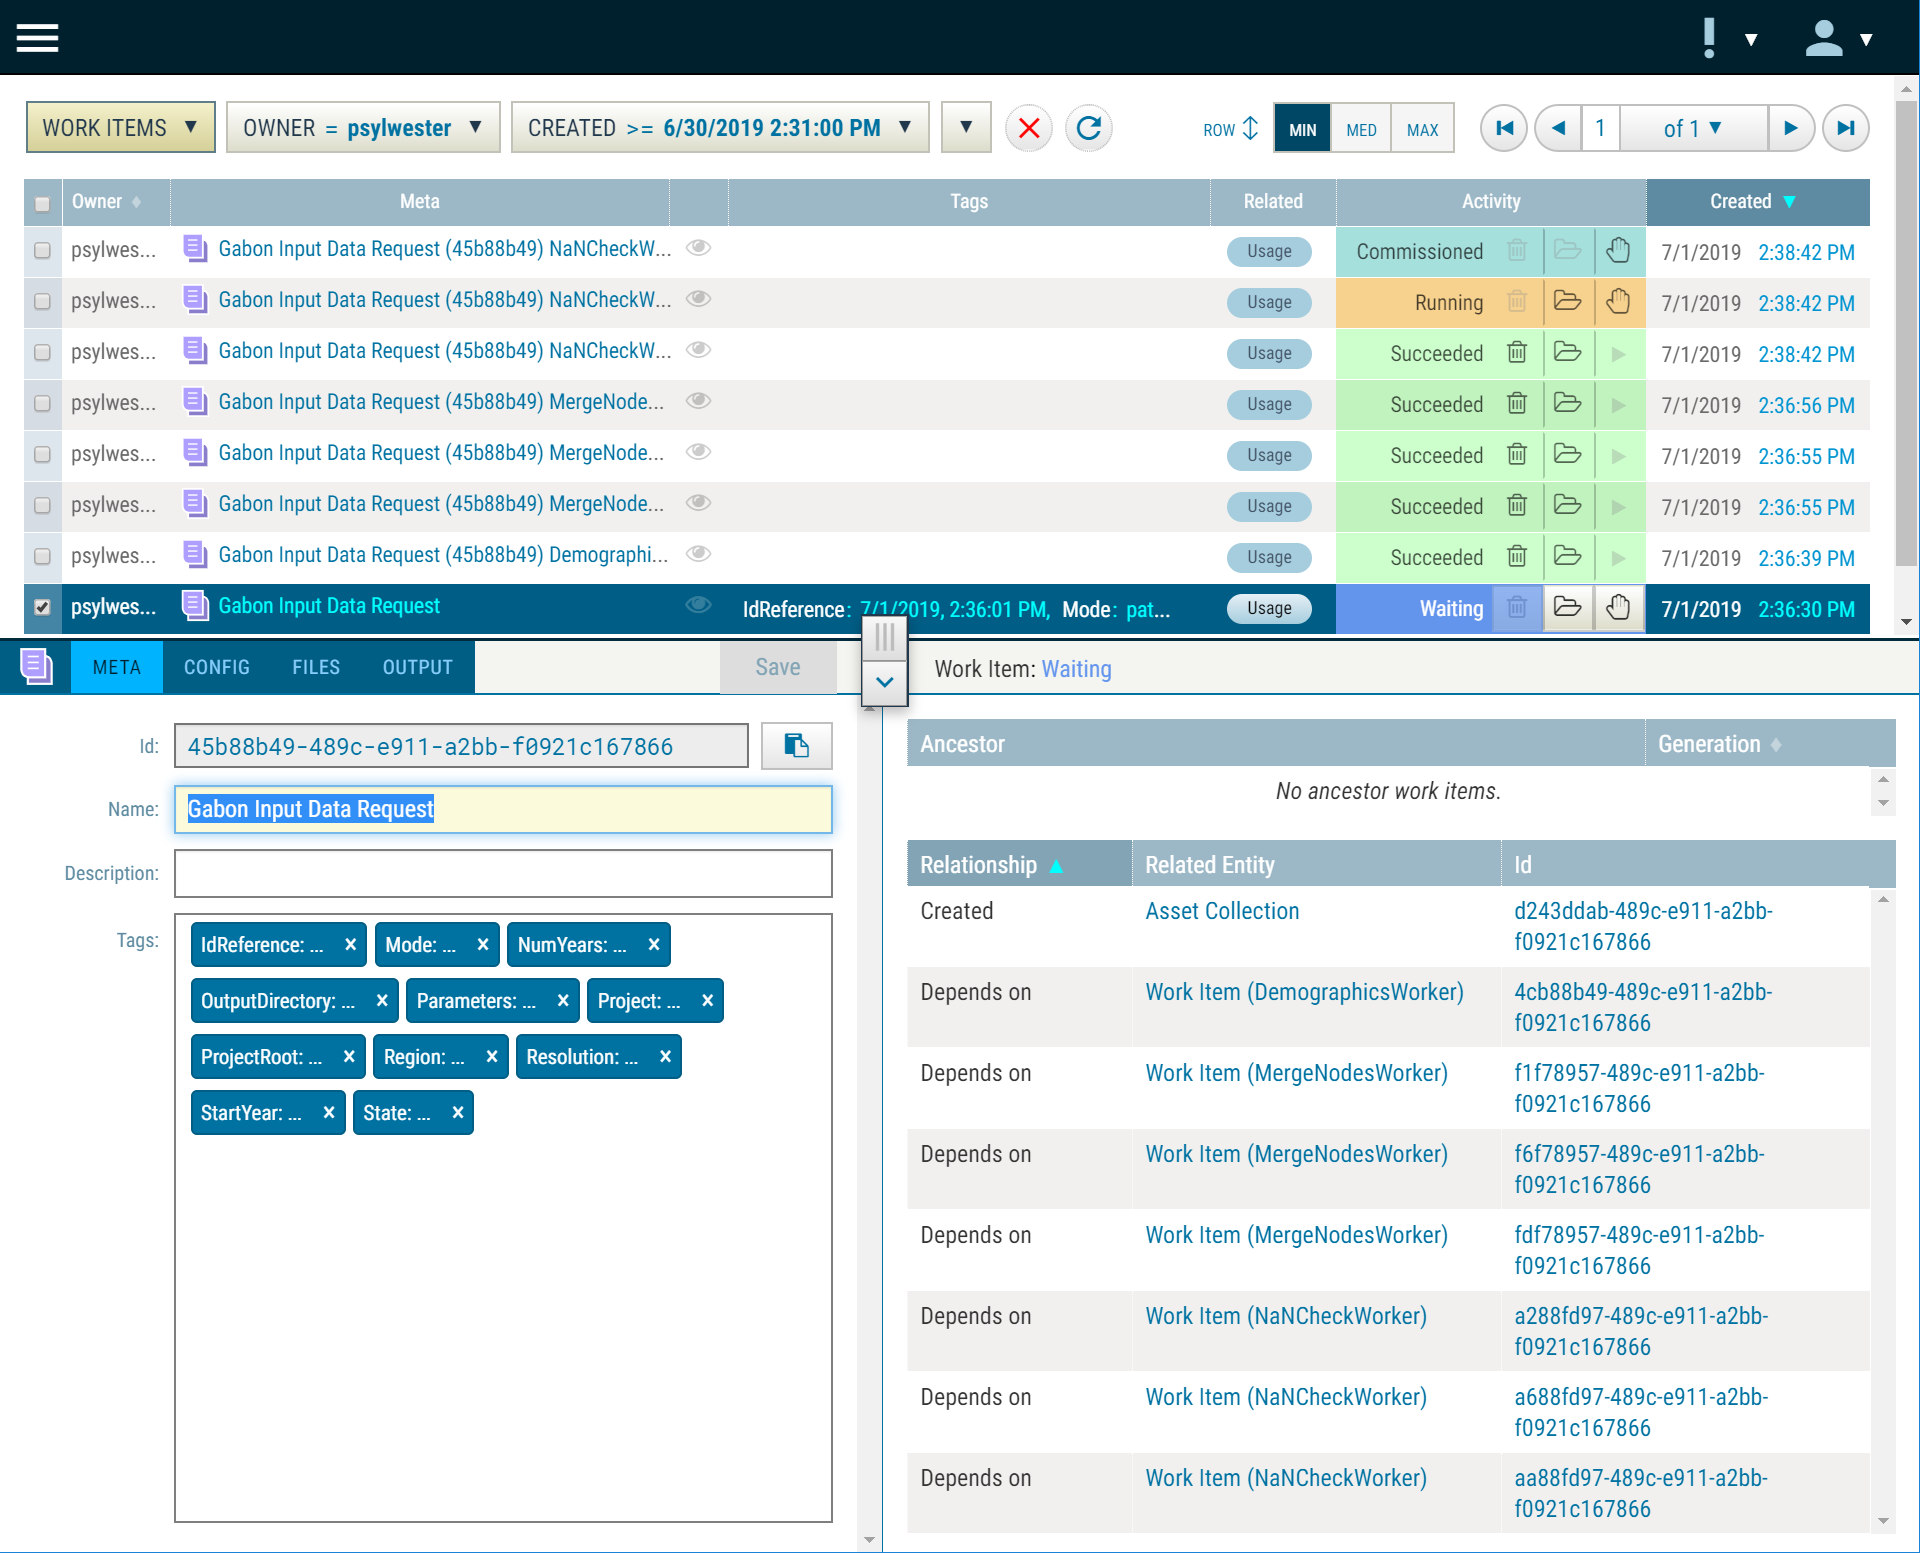 WORK ITEMS ▼ OWNER = psylwester ▼ CREATED >= 6/30/2019 2:31:00 PM ▼ ▼ ROW MIN MED MAX 1 of 1 ▼
Owner Meta Tags Related Activity Created ▼
psylwes... Gabon Input Data Request (45b88b49) NaNCheckW... Usage Commissioned 7/1/2019 2:38:42 PM
psylwes... Gabon Input Data Request (45b88b49) NaNCheckW... Usage Running 7/1/2019 2:38:42 PM
psylwes... Gabon Input Data Request (45b88b49) NaNCheckW... Usage Succeeded 7/1/2019 2:38:42 PM
psylwes... Gabon Input Data Request (45b88b49) MergeNode... Usage Succeeded 7/1/2019 2:36:56 PM
psylwes... Gabon Input Data Request (45b88b49) MergeNode... Usage Succeeded 7/1/2019 2:36:55 PM
psylwes... Gabon Input Data Request (45b88b49) MergeNode... Usage Succeeded 7/1/2019 2:36:55 PM
psylwes... Gabon Input Data Request (45b88b49) Demographi... Usage Succeeded 7/1/2019 2:36:39 PM
psylwes... Gabon Input Data Request IdReference: 7/1/2019, 2:36:01 PM, Mode: pat... Usage Waiting 7/1/2019 2:36:30 PM
META CONFIG FILES OUTPUT Save
Id: 45b88b49-489c-e911-a2bb-f0921c167866
Name: Gabon Input Data Request
Description:
Tags: IdReference: ... × Mode: ... × NumYears: ... ×
OutputDirectory: ... × Parameters: ... × Project: ... ×
ProjectRoot: ... × Region: ... × Resolution: ... ×
StartYear: ... × State: ... ×
Work Item: Waiting
Ancestor Generation
No ancestor work items.
Relationship ▲ Related Entity Id
Created Asset Collection d243ddab-489c-e911-a2bb-
f0921c167866
Depends on Work Item (DemographicsWorker) 4cb88b49-489c-e911-a2bb-
f0921c167866
Depends on Work Item (MergeNodesWorker) f1f78957-489c-e911-a2bb-
f0921c167866
Depends on Work Item (MergeNodesWorker) f6f78957-489c-e911-a2bb-
f0921c167866
Depends on Work Item (MergeNodesWorker) fdf78957-489c-e911-a2bb-
f0921c167866
Depends on Work Item (NaNCheckWorker) a288fd97-489c-e911-a2bb-
f0921c167866
Depends on Work Item (NaNCheckWorker) a688fd97-489c-e911-a2bb-
f0921c167866
Depends on Work Item (NaNCheckWorker) aa88fd97-489c-e911-a2bb-
f0921c167866